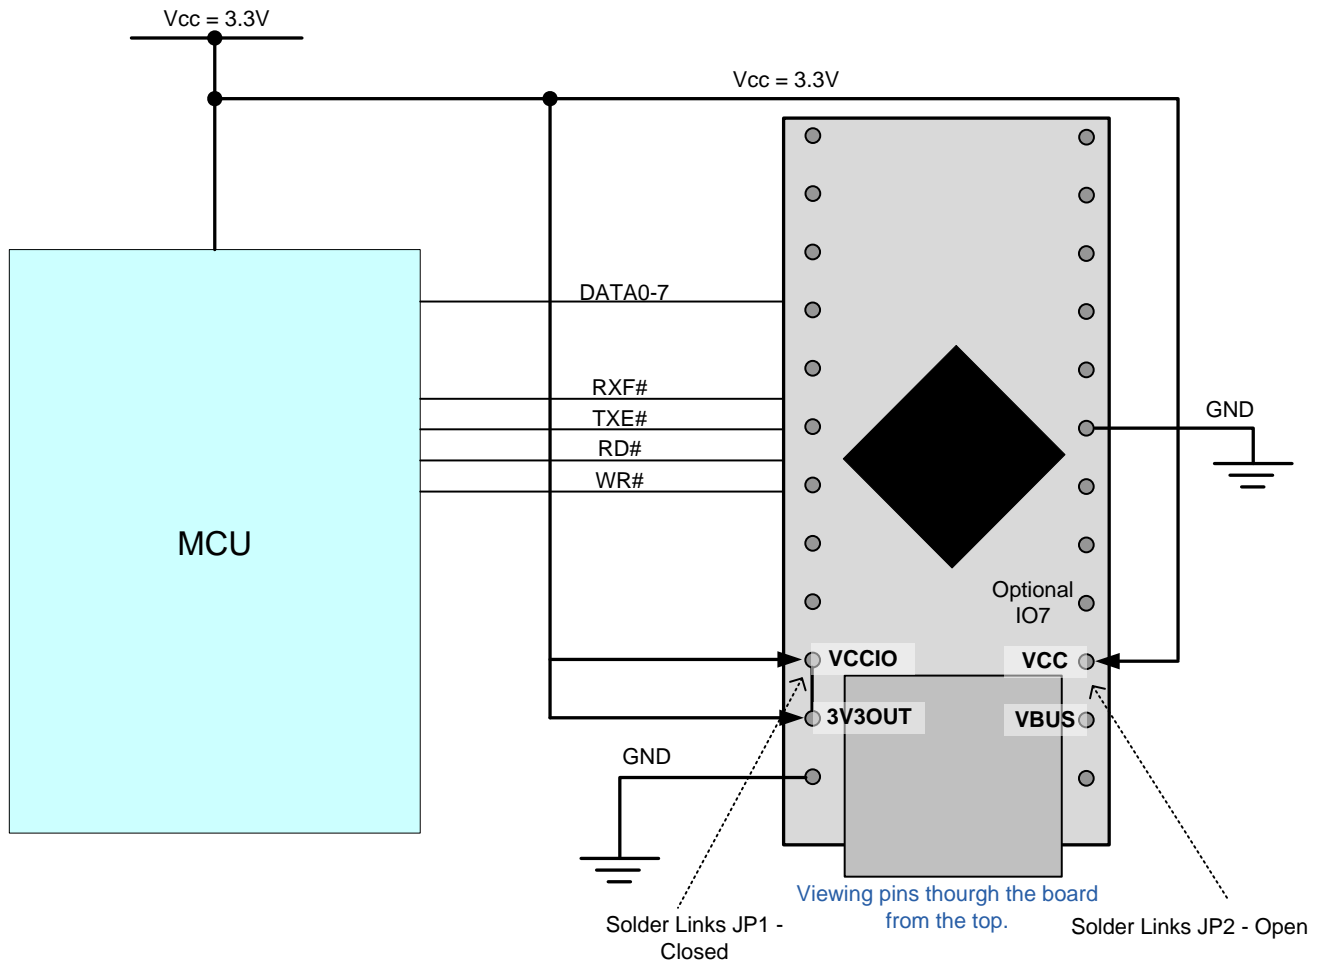 Vcc = 3.3V
Vcc = 3.3V
DATA0-7
RXF#
TXE#
GND
RD#
WR#
MCU
Optional
IO7
VCCIO
VCC
3V3OUT
VBUS
GND
Viewing pins thourgh the board
from the top.
Solder Links JP1 -
Closed
Solder Links JP2 - Open